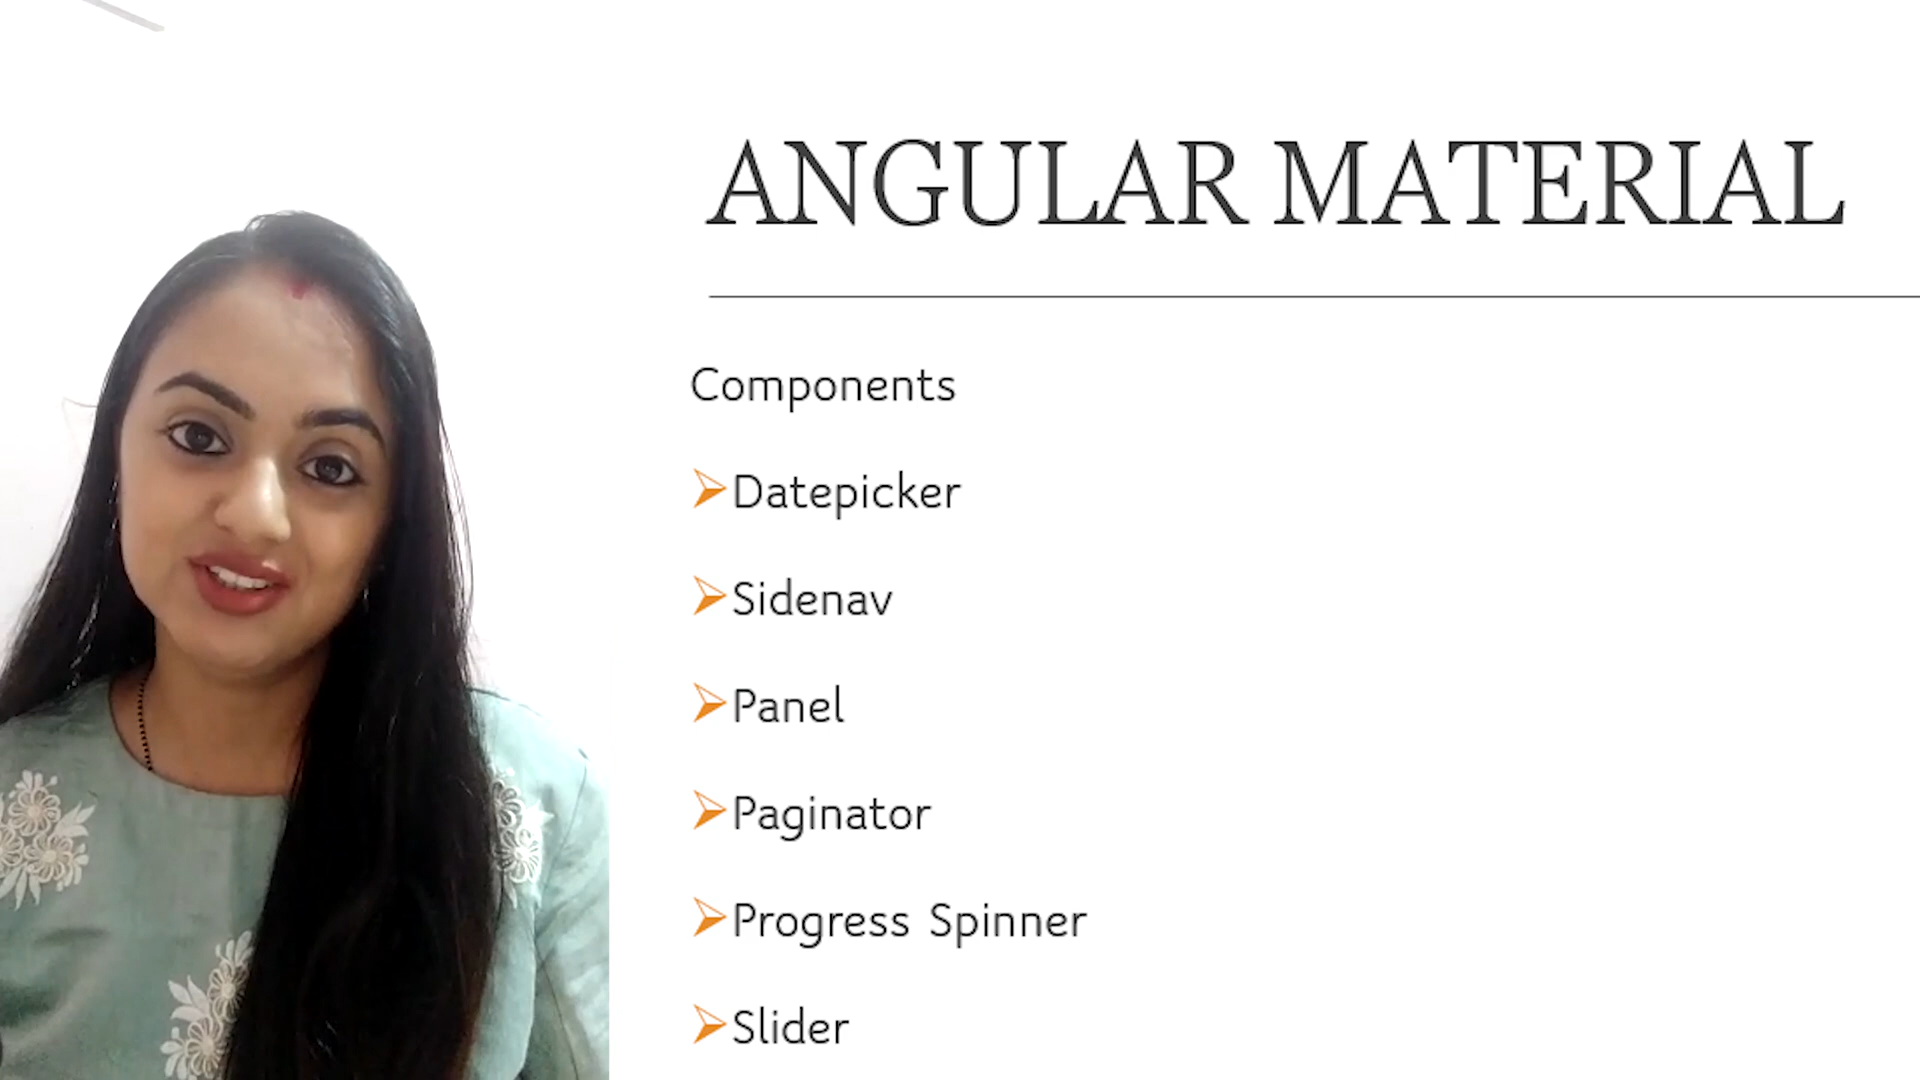 ANGULAR MATERIAL
Components
Datepicker
Sidenav
Panel
Paginator
Progress Spinner
Slider